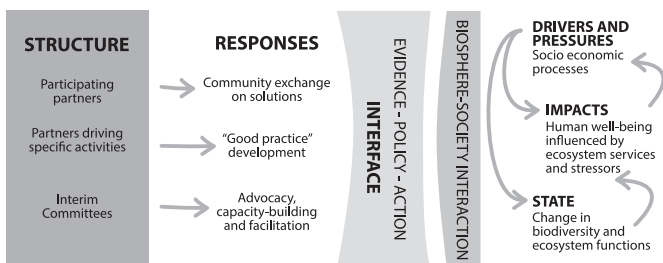 STRUCTURE
Participating
partners
Partners driving
specific activities
Interim
Committees
RESPONSES
Community exchange
on solutions
“Good practice”
development
Advocacy,
capacity-building
and facilitation
EVIDENCE - POLICY - ACTION
INTERFACE
BIOSPHERE-SOCIETY INTERACTION
DRIVERS AND
PRESSURES
Socio economic
processes
IMPACTS
Human well-being
influenced by
ecosystem services
and stressors
STATE
Change in
biodiversity and
ecosystem functions